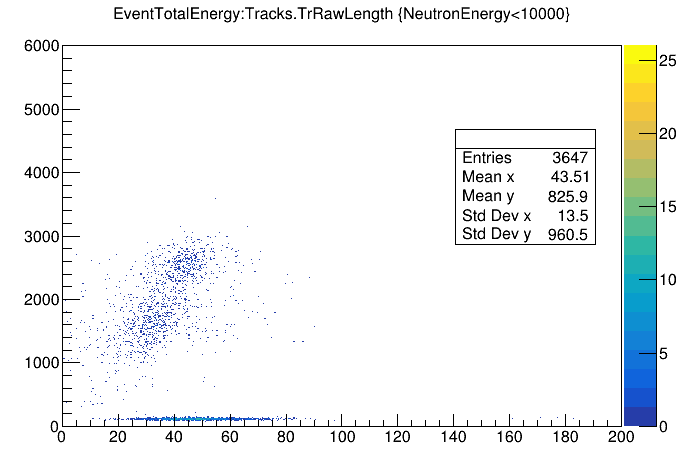 EventTotalEnergy:Tracks.TrRawLength {NeutronEnergy<10000}
6000
5000
4000
3000
2000
1000
0
0 20 40 60 80 100 120 140 160 180 200
Entries 3647
Mean x 43.51
Mean y 825.9
Std Dev x 13.5
Std Dev y 960.5
25
20
15
10
5
0